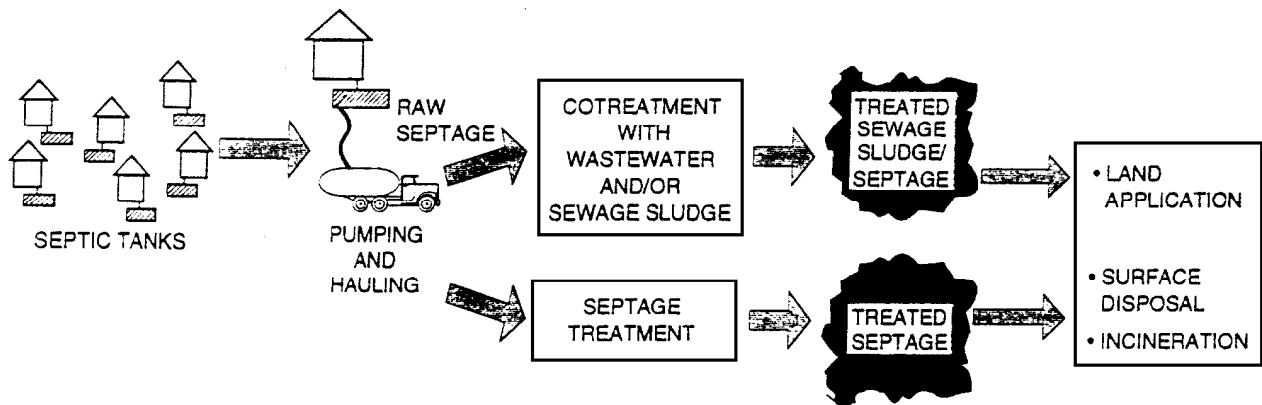 SEPTIC TANKS
RAW
SEPTAGE
PUMPING
AND
HAULING
COTREATMENT
WITH
WASTEWATER
AND/OR
SEWAGE SLUDGE
TREATED
SEWAGE
SLUDGE/
SEPTAGE
SEPTAGE
TREATMENT
TREATED
SEPTAGE
• LAND
APPLICATION
• SURFACE
DISPOSAL
• INCINERATION